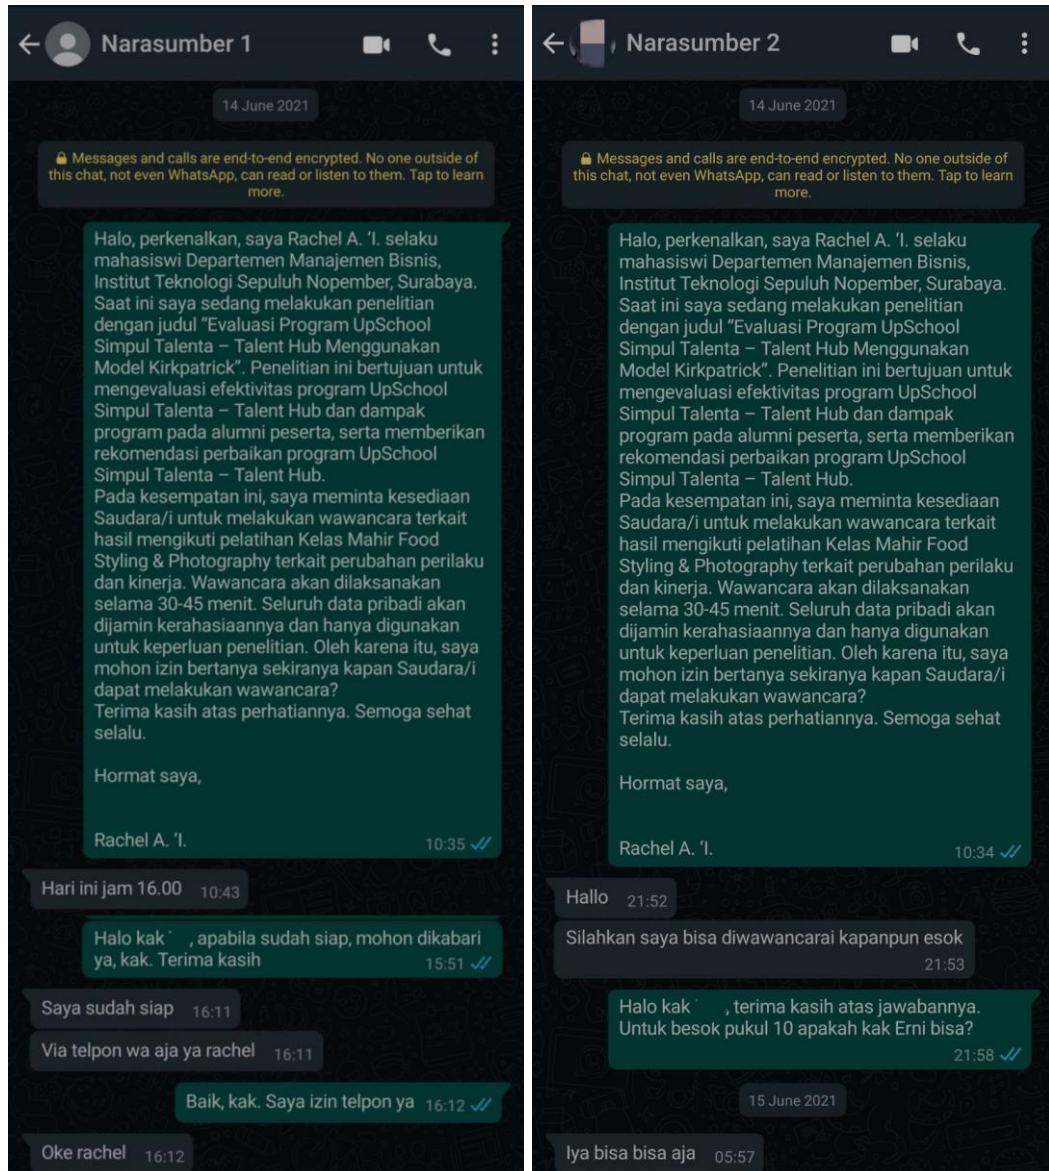 Narasumber 1
14 June 2021
Messages and calls are end-to-end encrypted. No one outside of
this chat, not even WhatsApp, can read or listen to them. Tap to learn
more.
Halo, perkenalkan, saya Rachel A. 'I. selaku
mahasiswi Departemen Manajemen Bisnis,
Institut Teknologi Sepuluh Nopember, Surabaya.
Saat ini saya sedang melakukan penelitian
dengan judul “Evaluasi Program UpSchool
Simpul Talenta – Talent Hub Menggunakan
Model Kirkpatrick”. Penelitian ini bertujuan untuk
mengevaluasi efektivitas program UpSchool
Simpul Talenta – Talent Hub dan dampak
program pada alumni peserta, serta memberikan
rekomendasi perbaikan program UpSchool
Simpul Talenta – Talent Hub.
Pada kesempatan ini, saya meminta kesediaan
Saudara/i untuk melakukan wawancara terkait
hasil mengikuti pelatihan Kelas Mahir Food
Styling & Photography terkait perubahan perilaku
dan kinerja. Wawancara akan dilaksanakan
selama 30-45 menit. Seluruh data pribadi akan
dijamin kerahasiaannya dan hanya digunakan
untuk keperluan penelitian. Oleh karena itu, saya
mohon izin bertanya sekiranya kapan Saudara/i
dapat melakukan wawancara?
Terima kasih atas perhatiannya. Semoga sehat
selalu.
Hormat saya,
Rachel A. 'I. 10:35
Hari ini jam 16.00 10:43
Halo kak , apabila sudah siap, mohon dikabari
ya, kak. Terima kasih 15:51
Saya sudah siap 16:11
Via telpon wa aja ya rachel 16:11
Baik, kak. Saya izin telpon ya 16:12
Oke rachel 16:12
Narasumber 2
14 June 2021
Messages and calls are end-to-end encrypted. No one outside of
this chat, not even WhatsApp, can read or listen to them. Tap to learn
more.
Halo, perkenalkan, saya Rachel A. 'I. selaku
mahasiswi Departemen Manajemen Bisnis,
Institut Teknologi Sepuluh Nopember, Surabaya.
Saat ini saya sedang melakukan penelitian
dengan judul “Evaluasi Program UpSchool
Simpul Talenta – Talent Hub Menggunakan
Model Kirkpatrick”. Penelitian ini bertujuan untuk
mengevaluasi efektivitas program UpSchool
Simpul Talenta – Talent Hub dan dampak
program pada alumni peserta, serta memberikan
rekomendasi perbaikan program UpSchool
Simpul Talenta – Talent Hub.
Pada kesempatan ini, saya meminta kesediaan
Saudara/i untuk melakukan wawancara terkait
hasil mengikuti pelatihan Kelas Mahir Food
Styling & Photography terkait perubahan perilaku
dan kinerja. Wawancara akan dilaksanakan
selama 30-45 menit. Seluruh data pribadi akan
dijamin kerahasiaannya dan hanya digunakan
untuk keperluan penelitian. Oleh karena itu, saya
mohon izin bertanya sekiranya kapan Saudara/i
dapat melakukan wawancara?
Terima kasih atas perhatiannya. Semoga sehat
selalu.
Hormat saya,
Rachel A. 'I. 10:34
Hallo 21:52
Silahkan saya bisa diwawancarai kapanpun esok
21:53
Halo kak , terima kasih atas jawabannya.
Untuk besok pukul 10 apakah kak Erni bisa?
21:58
15 June 2021
Iya bisa bisa aja 05:57